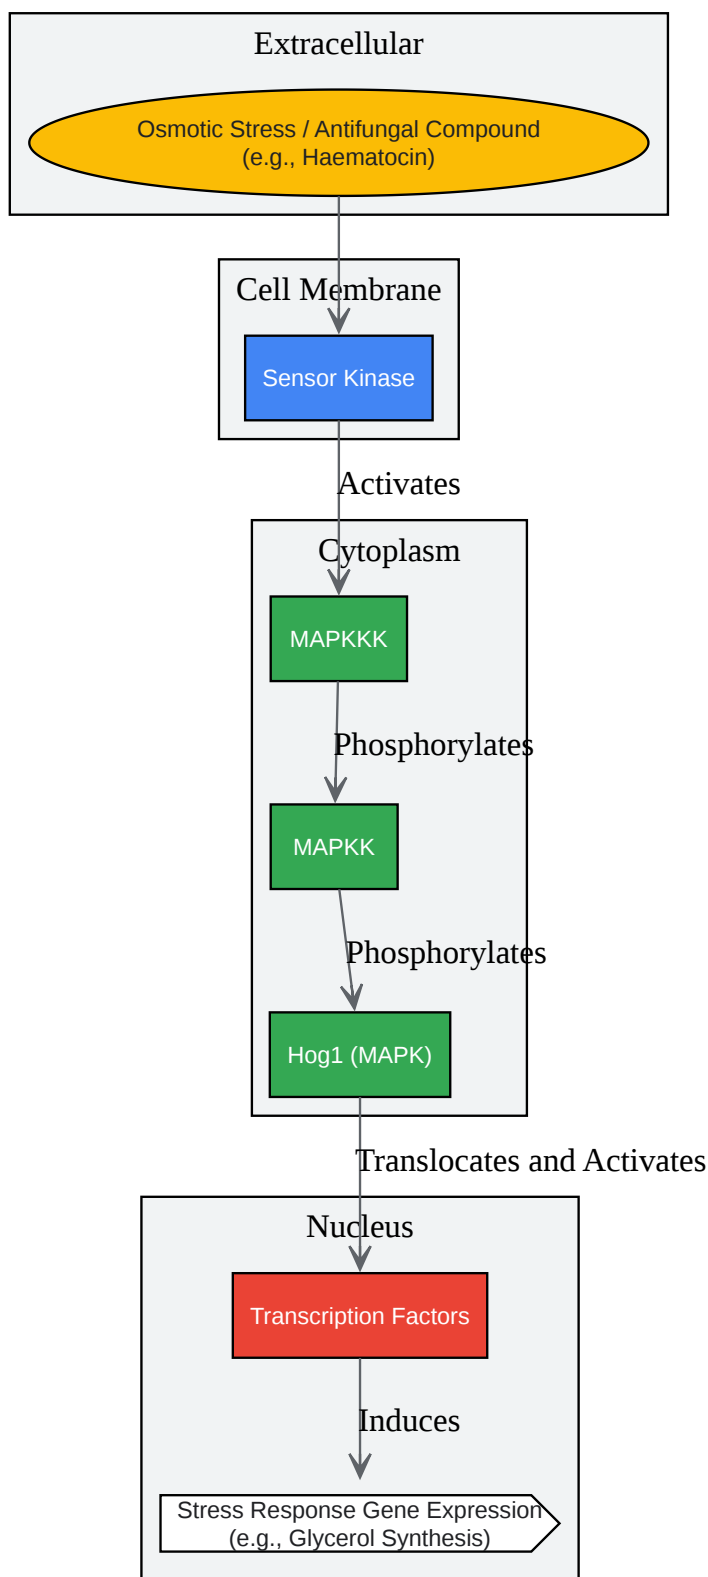 Extracellular
Osmotic Stress / Antifungal Compound
(e.g., Haematocin)
Cell Membrane
Sensor Kinase
Activates
Cytoplasm
MAPKKK
Phosphorylates
MAPKK
Phosphorylates
Hog1 (MAPK)
Translocates and Activates
Nucleus
Transcription Factors
Induces
Stress Response Gene Expression
(e.g., Glycerol Synthesis)